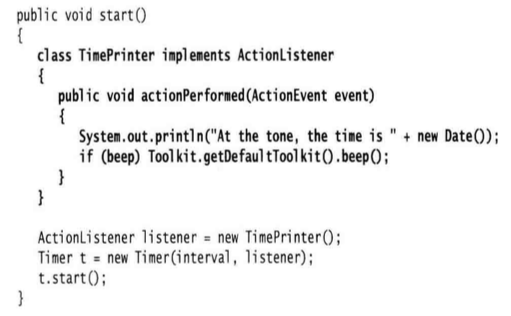 public void start()
{
class TimePrinter implements ActionListener
{
public void actionPerformed(ActionEvent event)
{
System.out.println("At the tone, the time is " + new Date());
if (beep) Toolkit.getDefaultToolkit().beep();
}
}
ActionListener listener = new TimePrinter();
Timer t = new Timer(interval, listener);
t.start();
}